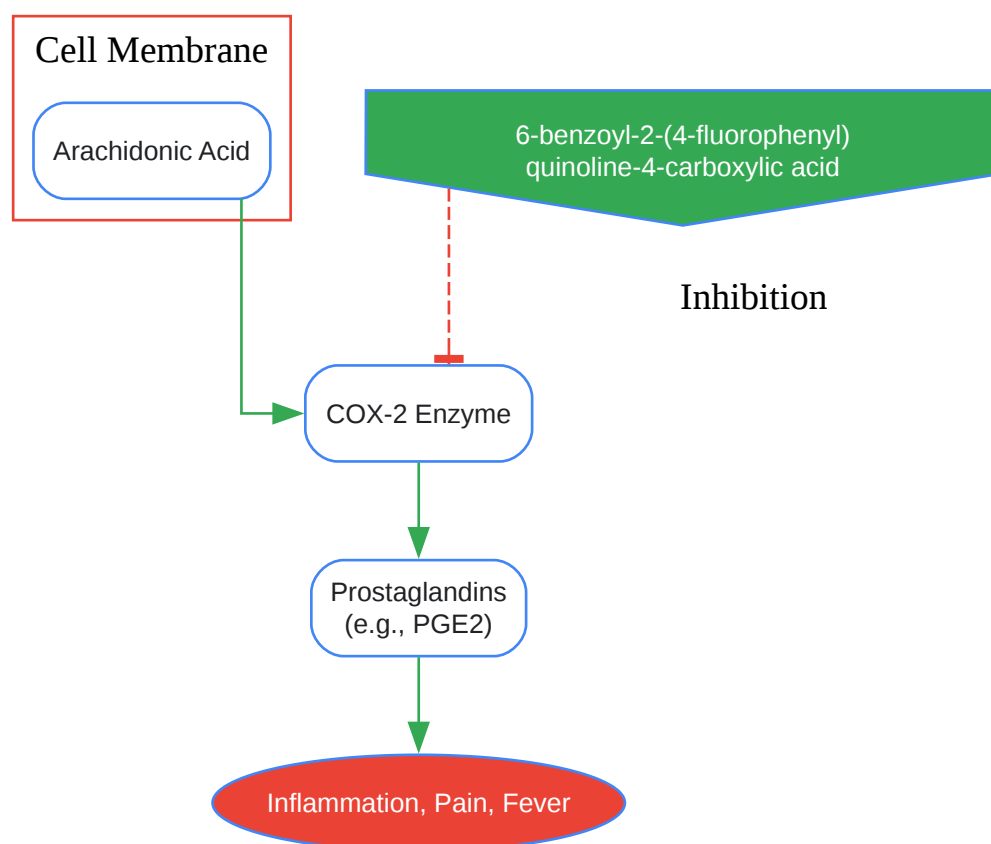 Cell Membrane
Arachidonic Acid
6-benzoyl-2-(4-fluorophenyl)
quinoline-4-carboxylic acid
Inhibition
COX-2 Enzyme
Prostaglandins
(e.g., PGE2)
Inflammation, Pain, Fever